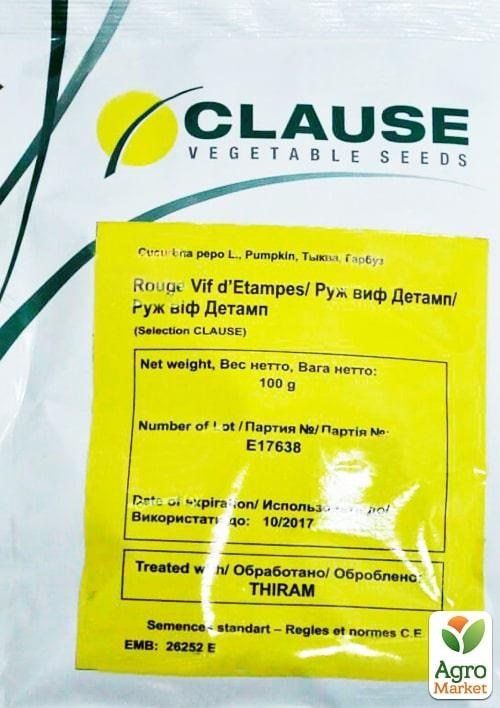 CLAUSE
VEGETABLE SEEDS
Cucurbita pepo L., Pumpkin, Тыква, Гарбуз
Rouge Vif d'Etampes/ Руж виф Детамп/
Руж віф Детамп
(Selection CLAUSE)
Net weight, Вес нетто, Вага нетто:
100 g
Number of Lot /Партия №/ Партія №:
E17638
Date of expiration/ Использовать до/
Використати до: 10/2017
Treated with/ Обработано/ Оброблено:
THIRAM
Semences standart – Regles et normes C.E.
EMB: 26252 E
AGRO
Market